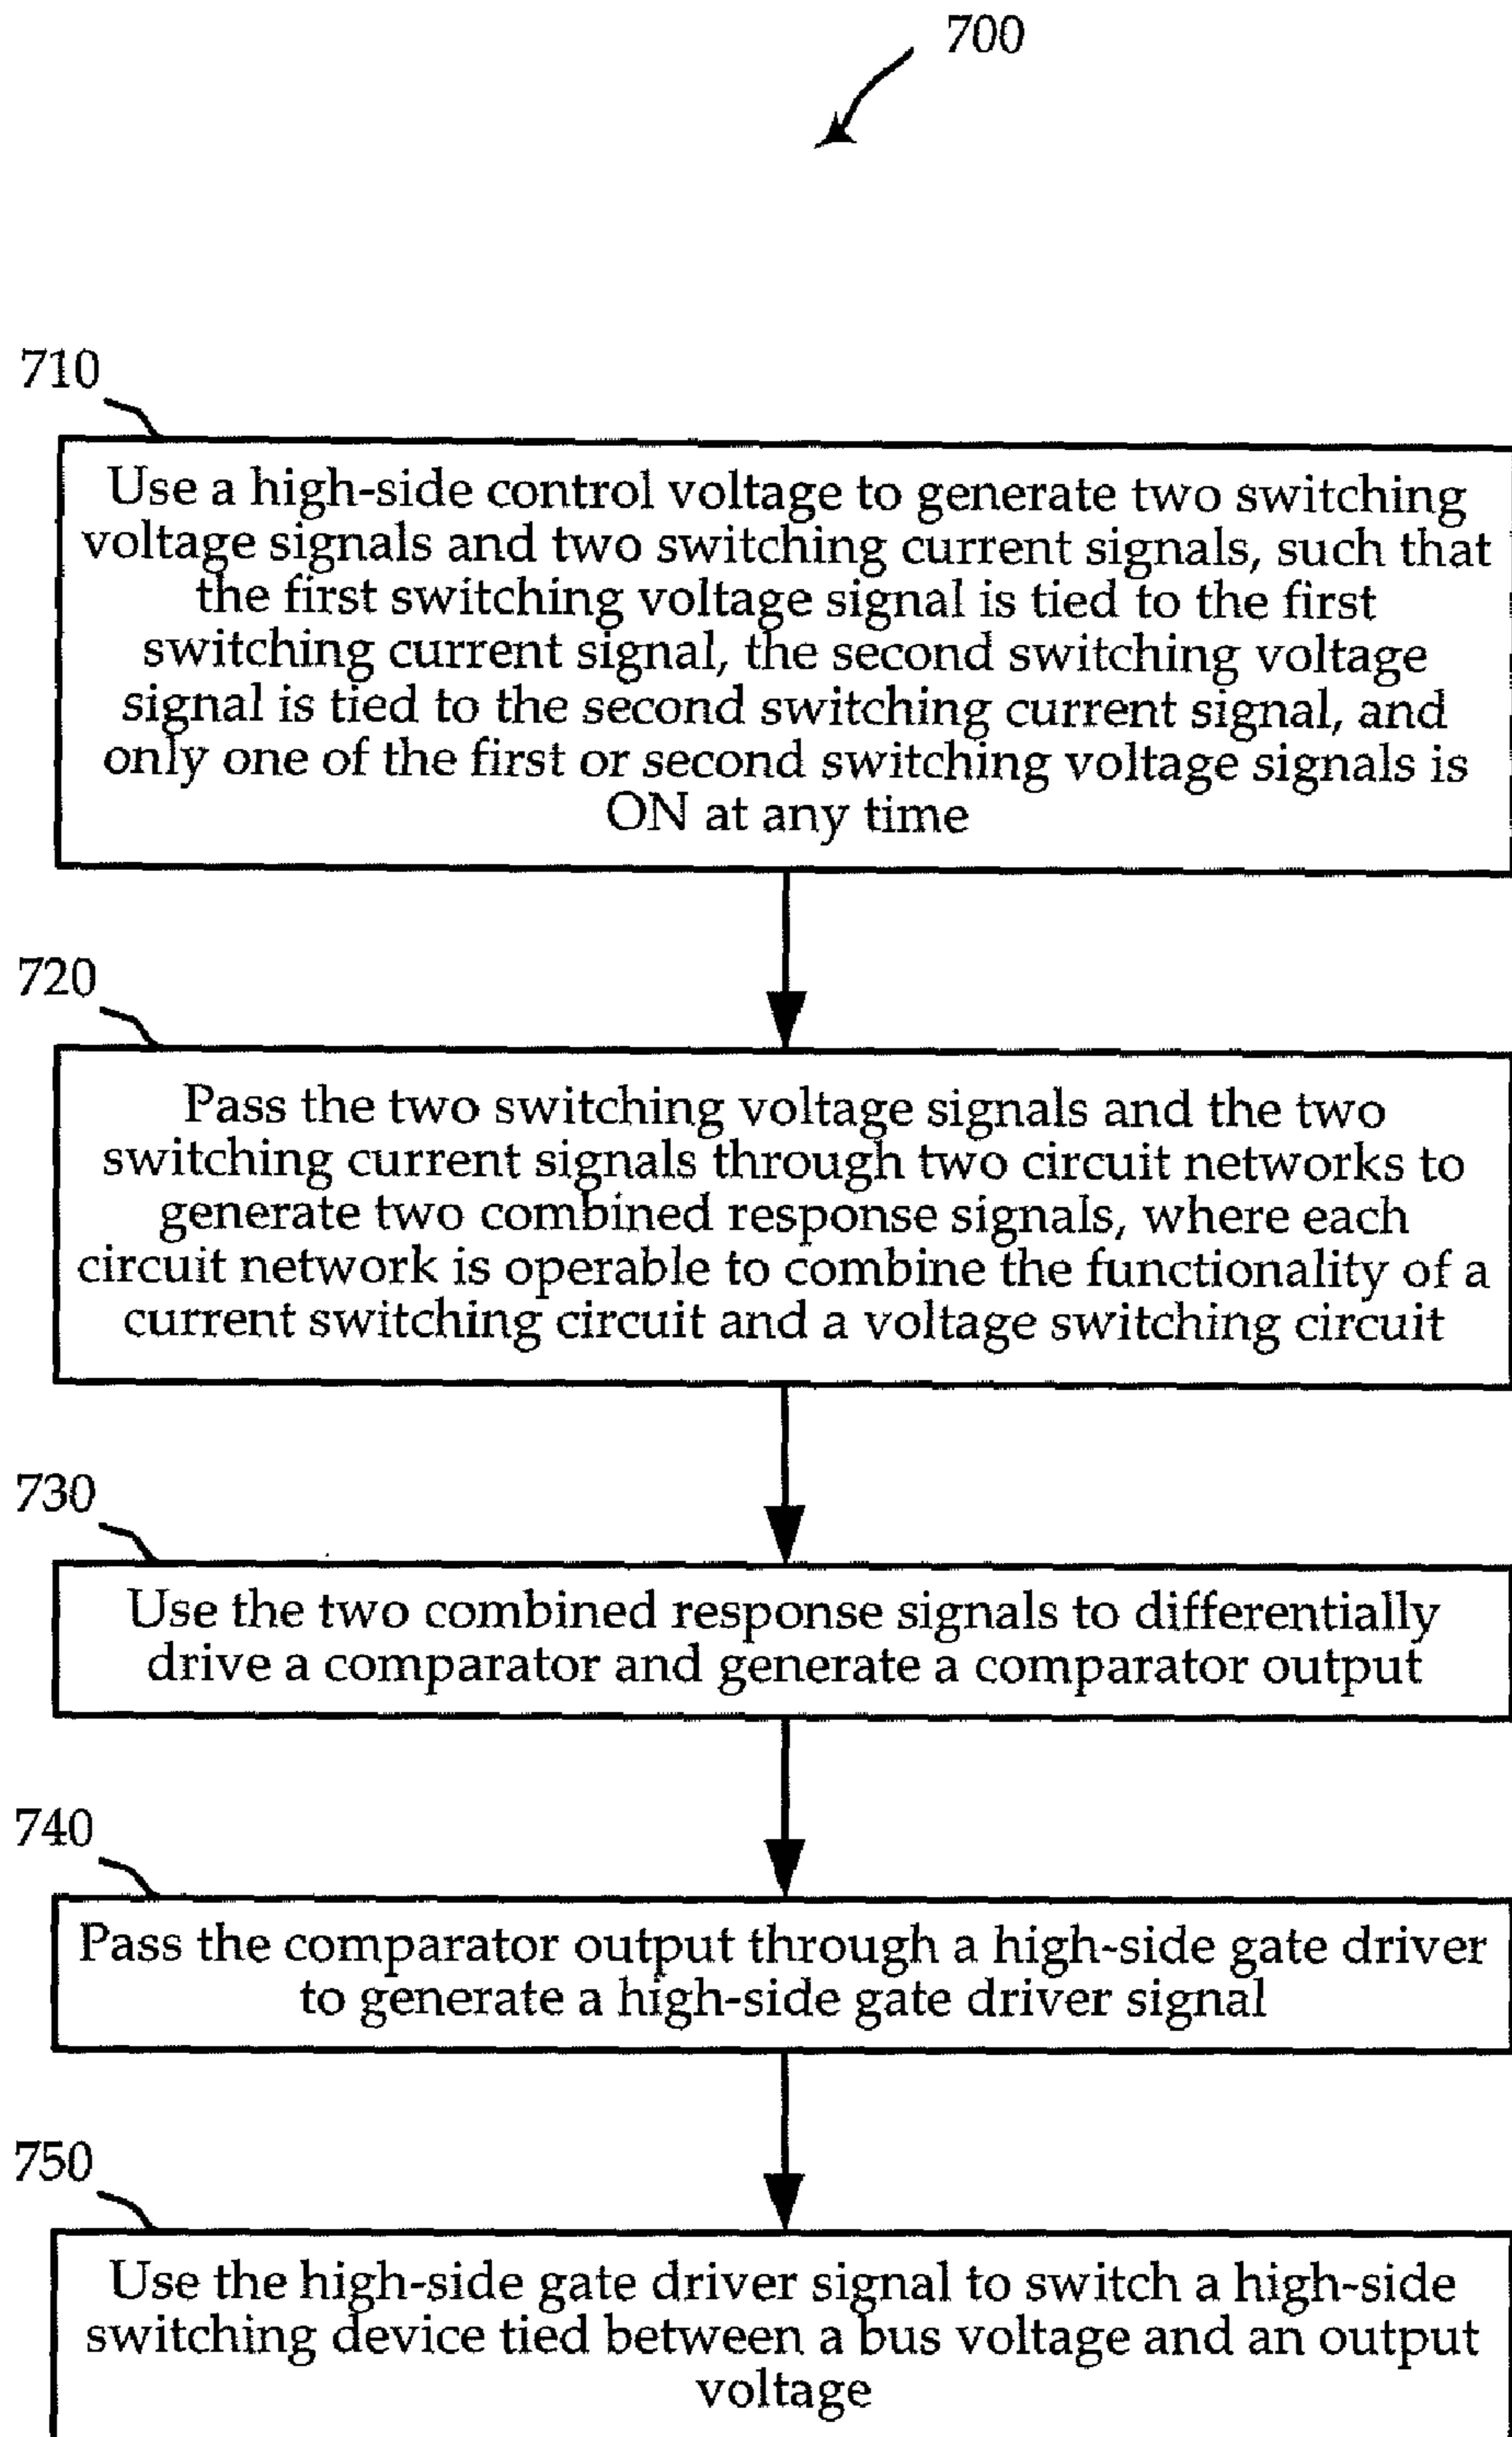 700
710
Use a high-side control voltage to generate two switching
voltage signals and two switching current signals, such that
the first switching voltage signal is tied to the first
switching current signal, the second switching voltage
signal is tied to the second switching current signal, and
only one of the first or second switching voltage signals is
ON at any time
720
Pass the two switching voltage signals and the two
switching current signals through two circuit networks to
generate two combined response signals, where each
circuit network is operable to combine the functionality of a
current switching circuit and a voltage switching circuit
730
Use the two combined response signals to differentially
drive a comparator and generate a comparator output
740
Pass the comparator output through a high-side gate driver
to generate a high-side gate driver signal
750
Use the high-side gate driver signal to switch a high-side
switching device tied between a bus voltage and an output
voltage